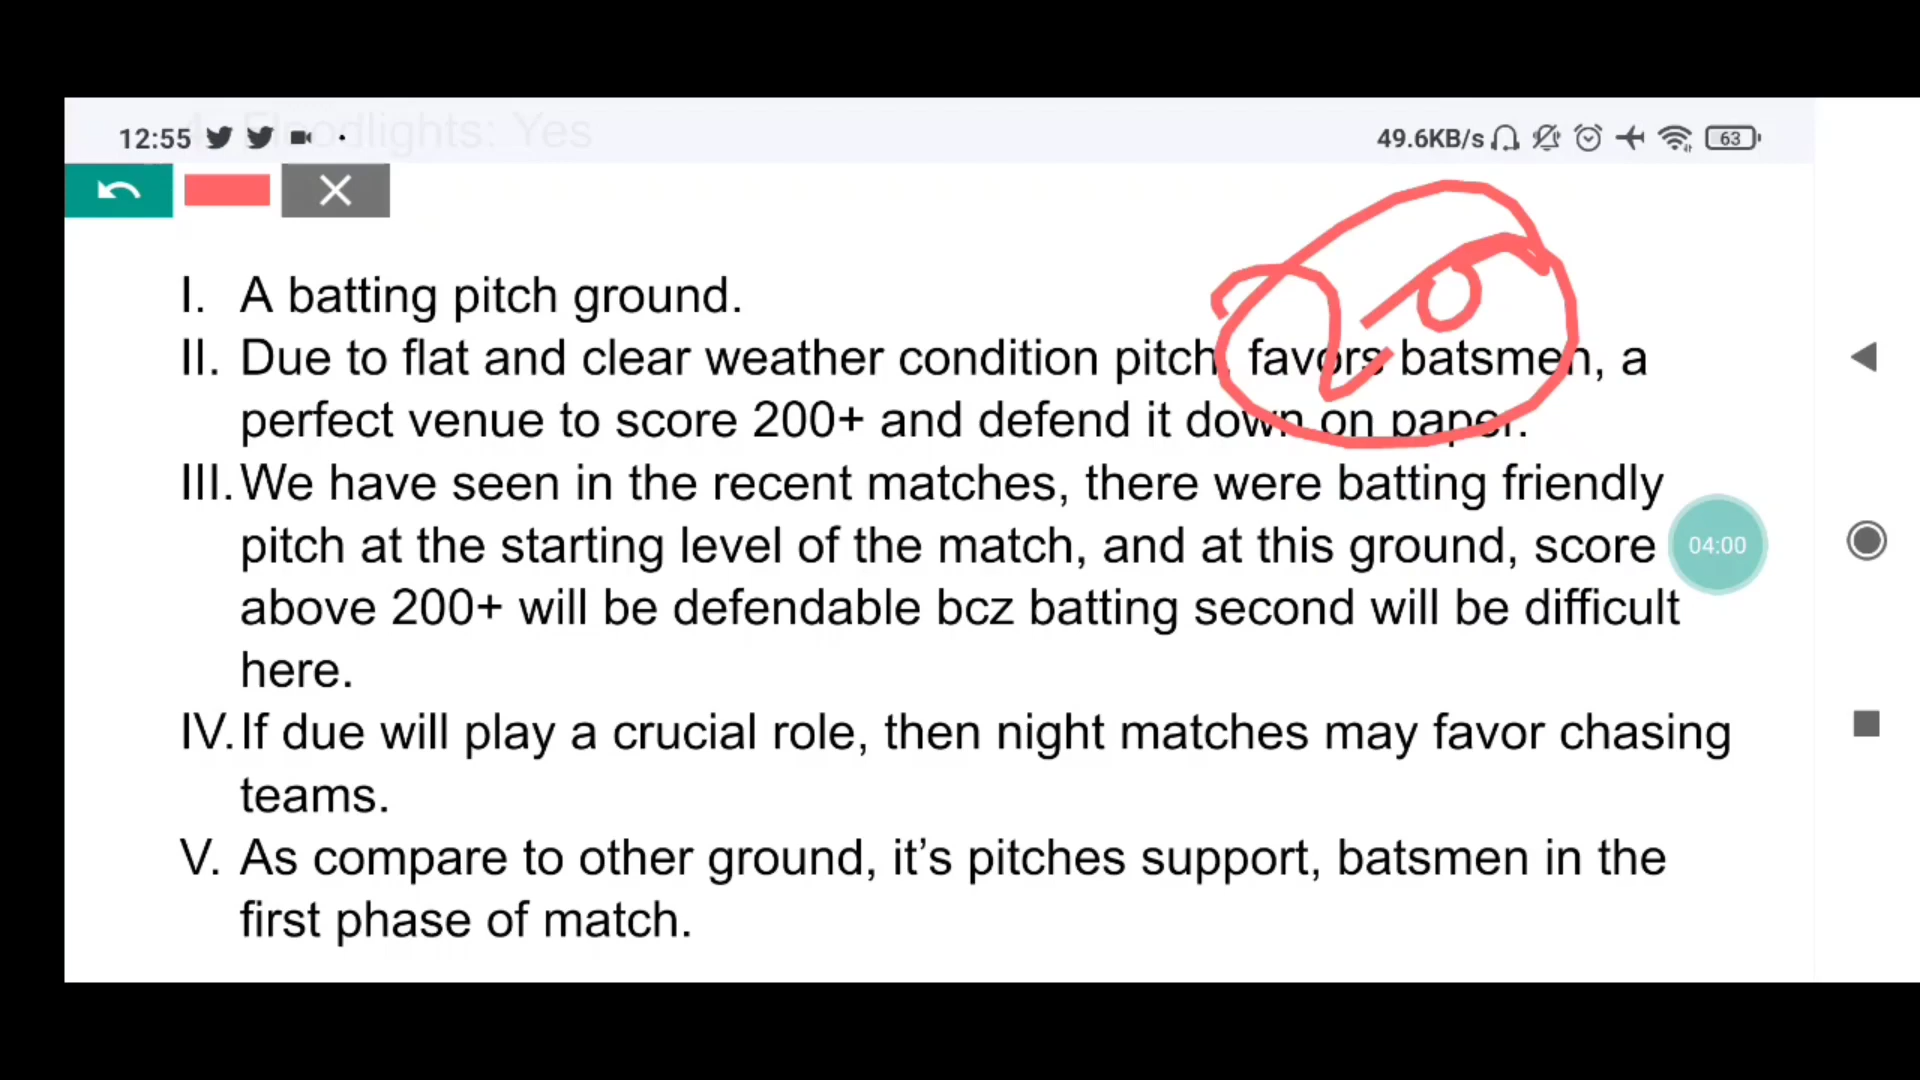 4. Floodlights: Yes
12:55
49.6KB/s
63
I. A batting pitch ground.
II. Due to flat and clear weather condition pitch, favors batsmen, a
perfect venue to score 200+ and defend it down on paper.
III. We have seen in the recent matches, there were batting friendly
pitch at the starting level of the match, and at this ground, score
04:00
above 200+ will be defendable bcz batting second will be difficult
here.
IV. If due will play a crucial role, then night matches may favor chasing
teams.
V. As compare to other ground, it's pitches support, batsmen in the
first phase of match.